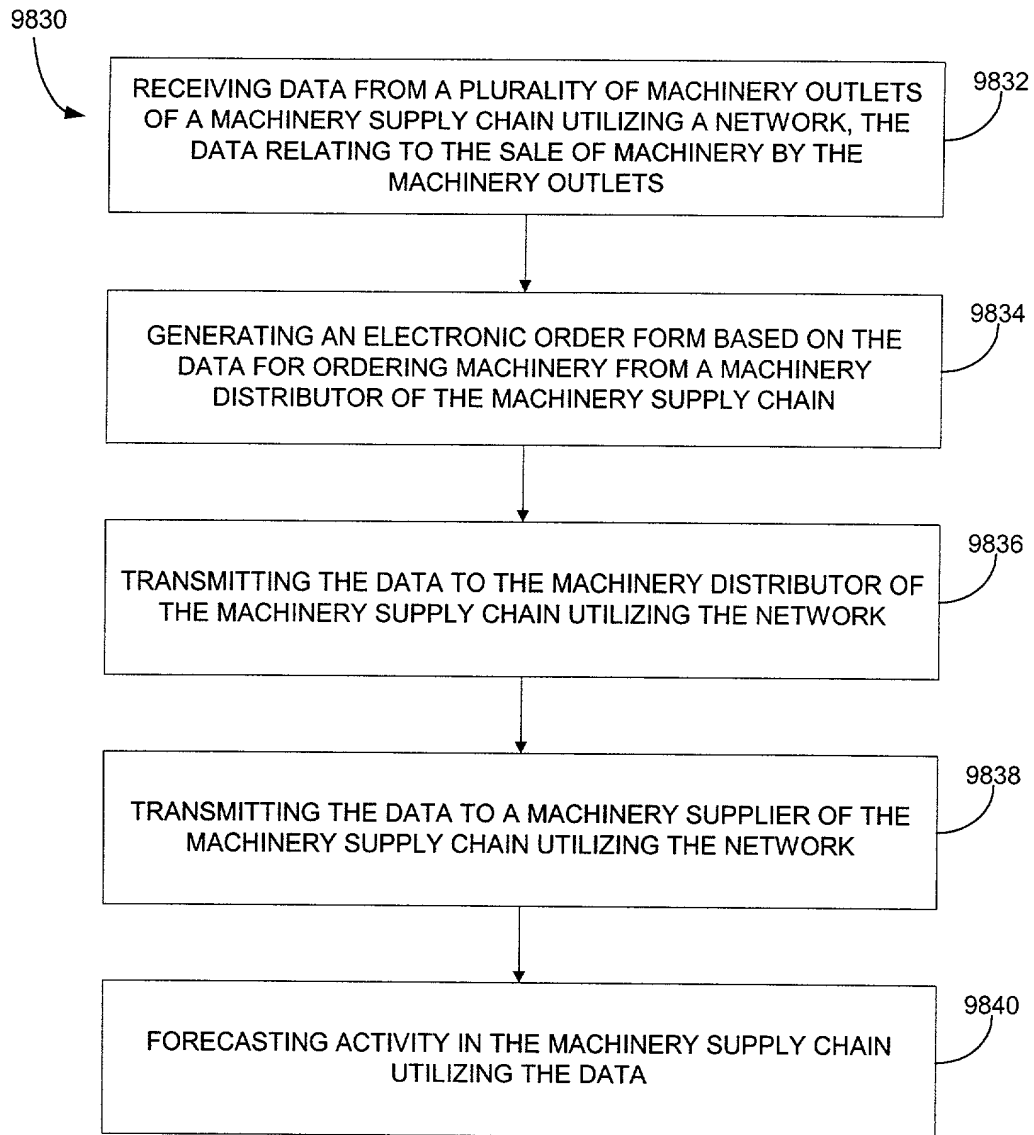 9830
RECEIVING DATA FROM A PLURALITY OF MACHINERY OUTLETS
OF A MACHINERY SUPPLY CHAIN UTILIZING A NETWORK, THE
DATA RELATING TO THE SALE OF MACHINERY BY THE
MACHINERY OUTLETS
9832
GENERATING AN ELECTRONIC ORDER FORM BASED ON THE
DATA FOR ORDERING MACHINERY FROM A MACHINERY
DISTRIBUTOR OF THE MACHINERY SUPPLY CHAIN
9834
TRANSMITTING THE DATA TO THE MACHINERY DISTRIBUTOR OF
THE MACHINERY SUPPLY CHAIN UTILIZING THE NETWORK
9836
TRANSMITTING THE DATA TO A MACHINERY SUPPLIER OF THE
MACHINERY SUPPLY CHAIN UTILIZING THE NETWORK
9838
FORECASTING ACTIVITY IN THE MACHINERY SUPPLY CHAIN
UTILIZING THE DATA
9840